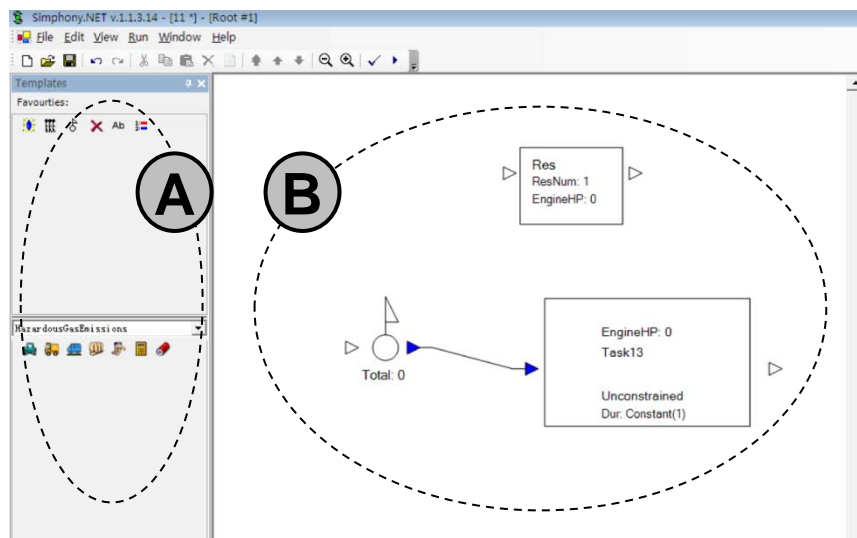 Simphony.NET v.1.1.3.14 - [11 *] - [Root #1]
File Edit View Run Window Help
Templates
Favourties:
Ab
A
B
Res
ResNum: 1
EngineHP: 0
HazardousGasEmissions
Total: 0
EngineHP: 0
Task13
Unconstrained
Dur: Constant(1)